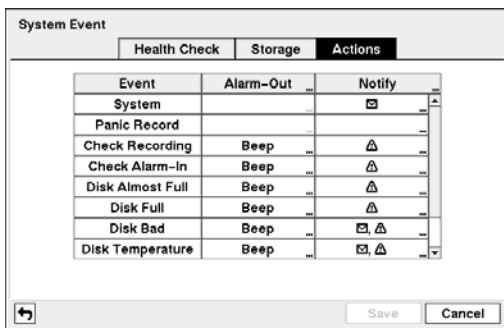 System Event
Health Check Storage Actions
Event Alarm-Out ... Notify ...
System ... ...
Panic Record ... ...
Check Recording Beep ... ...
Check Alarm-In Beep ... ...
Disk Almost Full Beep ... ...
Disk Full Beep ... ...
Disk Bad Beep ... , ...
Disk Temperature Beep ... , ...
Save Cancel